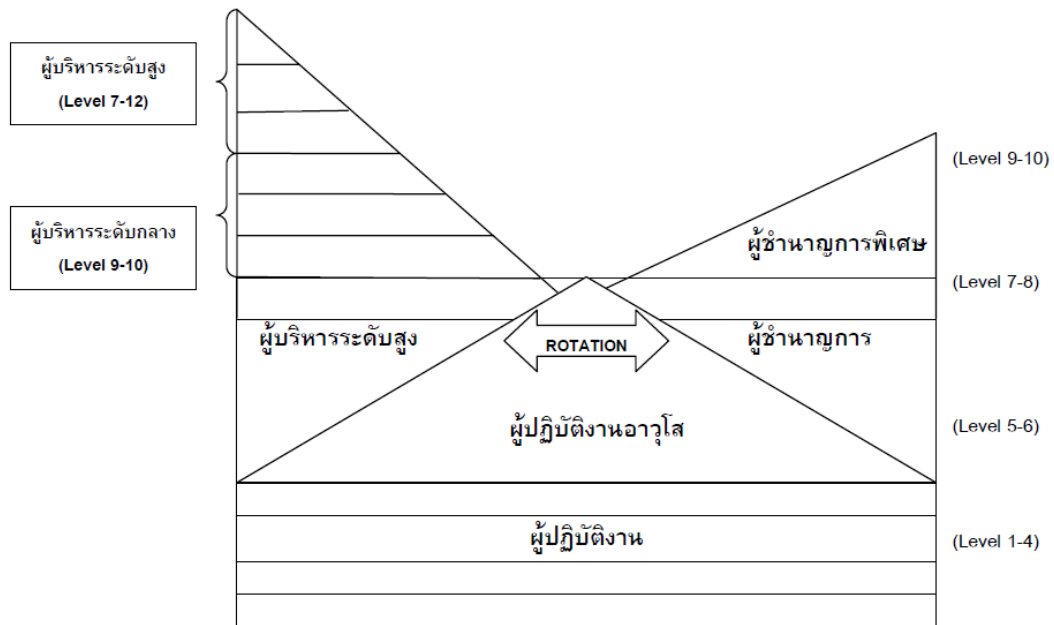 ผู้บริหารระดับสูง
(Level 7-12)
(Level 9-10)
ผู้บริหารระดับกลาง
(Level 9-10)
ผู้ชำนาญการพิเศษ
(Level 7-8)
ผู้บริหารระดับสูง
ROTATION
ผู้ชำนาญการ
ผู้ปฏิบัติงานอาวุโส
(Level 5-6)
ผู้ปฏิบัติงาน
(Level 1-4)